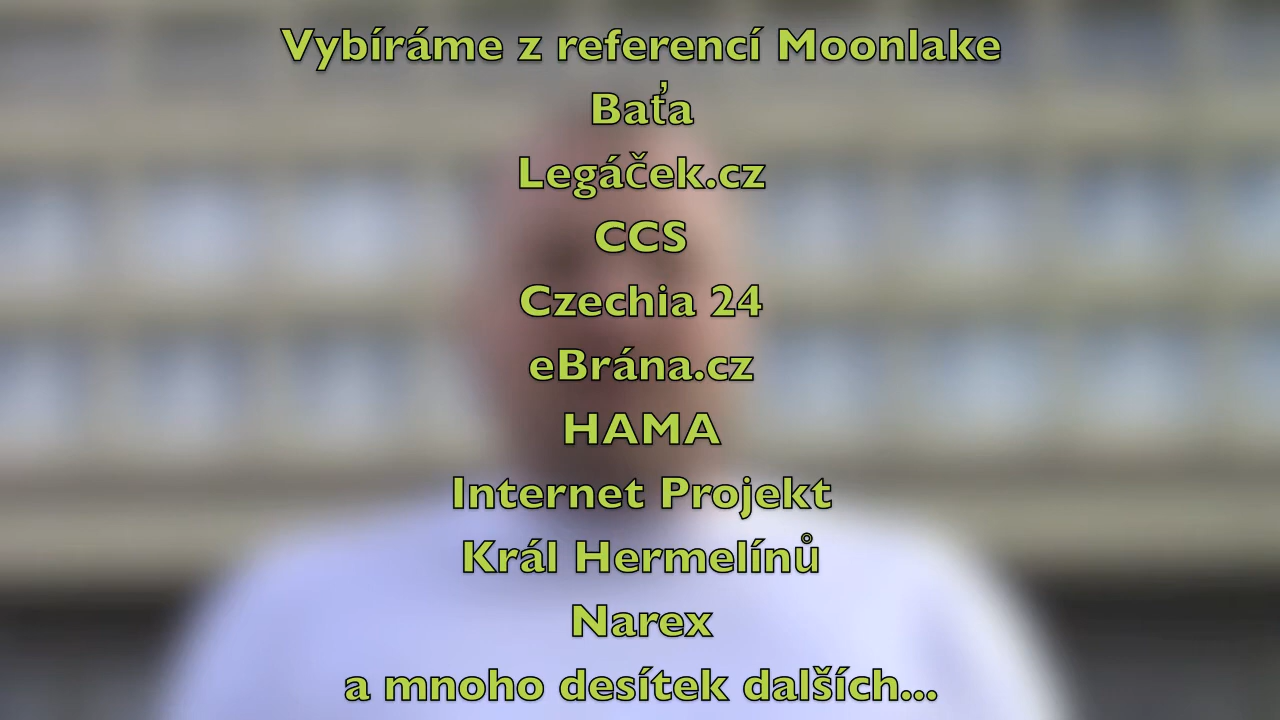 Vybíráme z referencí Moonlake
Baťa
Legáček.cz
CCS
Czechia 24
eBrána.cz
HAMA
Internet Projekt
Král Hermelínů
Narex
a mnoho desítek dalších...